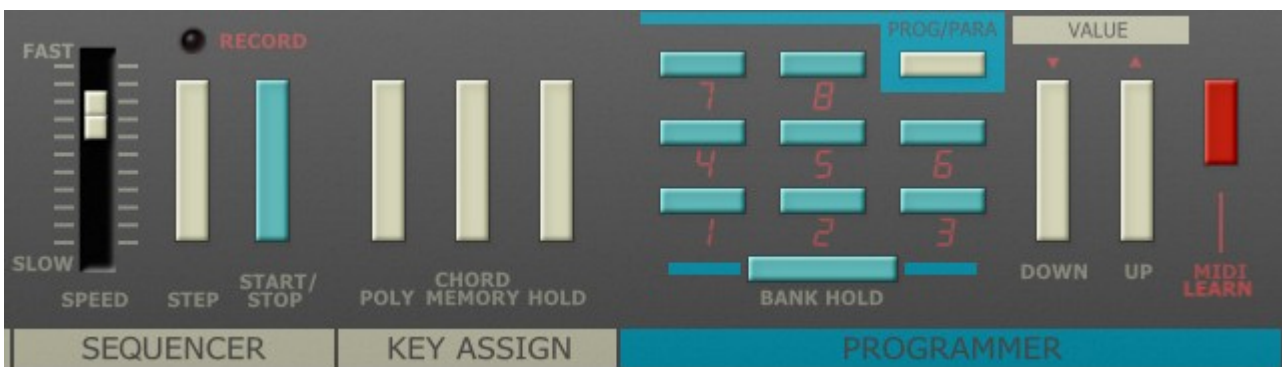 FAST
RECORD
PROG/PARA
VALUE
7 8
4 5 6
1 2 3
SLOW
SPEED
STEP
START/
STOP
POLY
CHORD
MEMORY
HOLD
BANK HOLD
DOWN
UP
MIDI
LEARN
SEQUENCER
KEY ASSIGN
PROGRAMMER